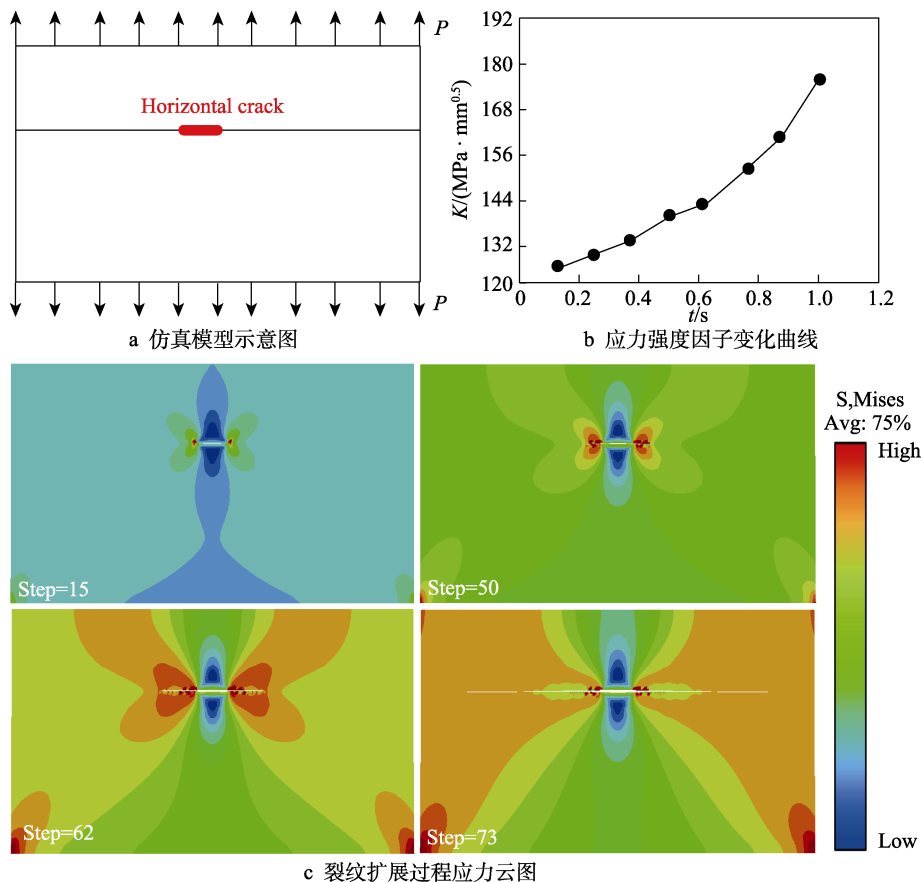 P
Horizontal crack
P
a 仿真模型示意图
192
180
168
156
144
132
120
K/(MPa · mm^0.5)
0 0.2 0.4 0.6 0.8 1.0 1.2
t/s
b 应力强度因子变化曲线
Step=15
Step=50
Step=62
Step=73
S,Mises
Avg: 75%
High
Low
c 裂纹扩展过程应力云图